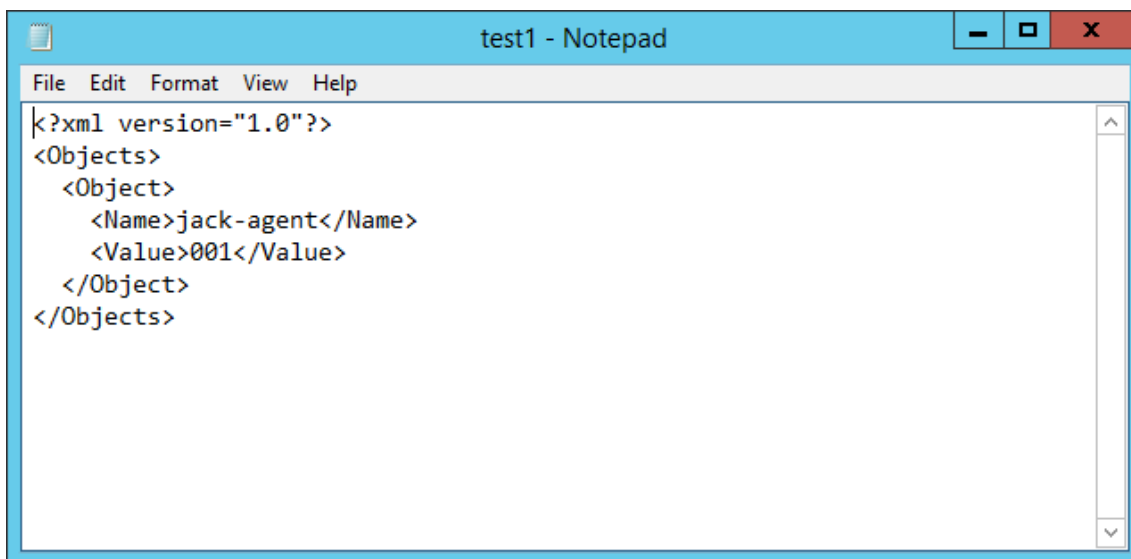 test1 - Notepad
File Edit Format View Help
<?xml version="1.0"?>
<Objects>
  <Object>
    <Name>jack-agent</Name>
    <Value>001</Value>
  </Object>
</Objects>